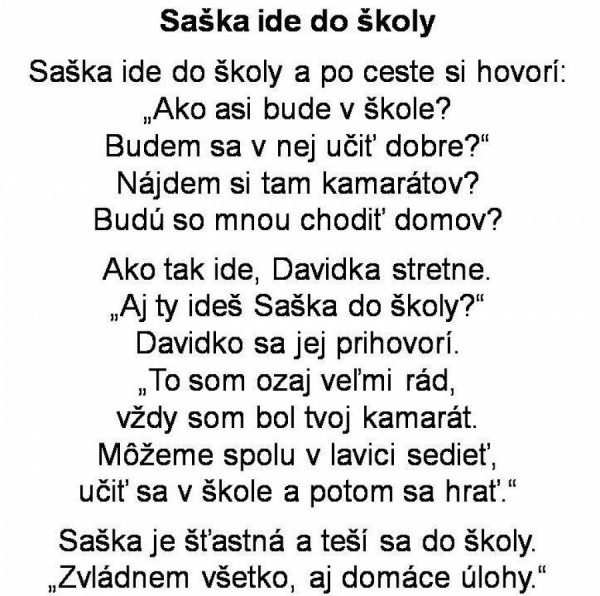 Saška ide do školy
Saška ide do školy a po ceste si hovorí:
„Ako asi bude v škole?
Budem sa v nej učiť dobre?“
Nájdem si tam kamarátov?
Budú so mnou chodiť domov?
Ako tak ide, Davidka stretne.
„Aj ty ideš Saška do školy?“
Davidko sa jej prihovorí.
„To som ozaj veľmi rád,
vždy som bol tvoj kamarát.
Môžeme spolu v lavici sedieť,
učiť sa v škole a potom sa hrať.“
Saška je šťastná a teší sa do školy.
„Zvládnem všetko, aj domáce úlohy.“